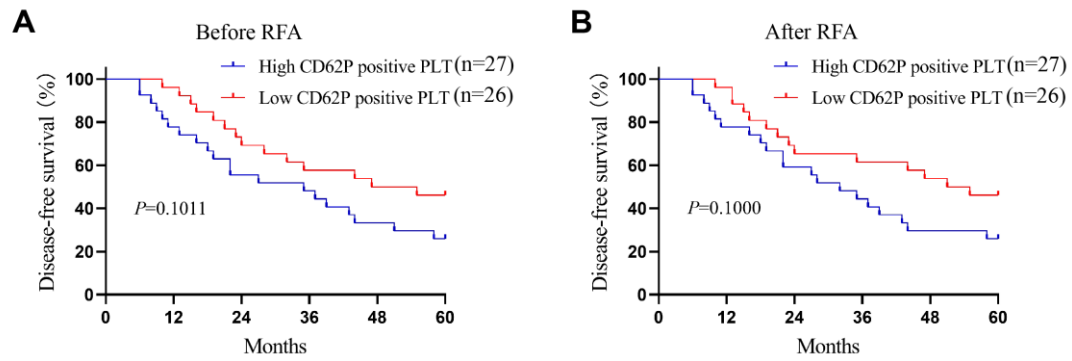 A
Before RFA
High CD62P positive PLT(n=27)
Low CD62P positive PLT(n=26)
Disease-free survival (%)
100
80
60
40
20
0
P=0.1011
0 12 24 36 48 60
Months
B
After RFA
High CD62P positive PLT(n=27)
Low CD62P positive PLT(n=26)
Disease-free survival (%)
100
80
60
40
20
0
P=0.1000
0 12 24 36 48 60
Months